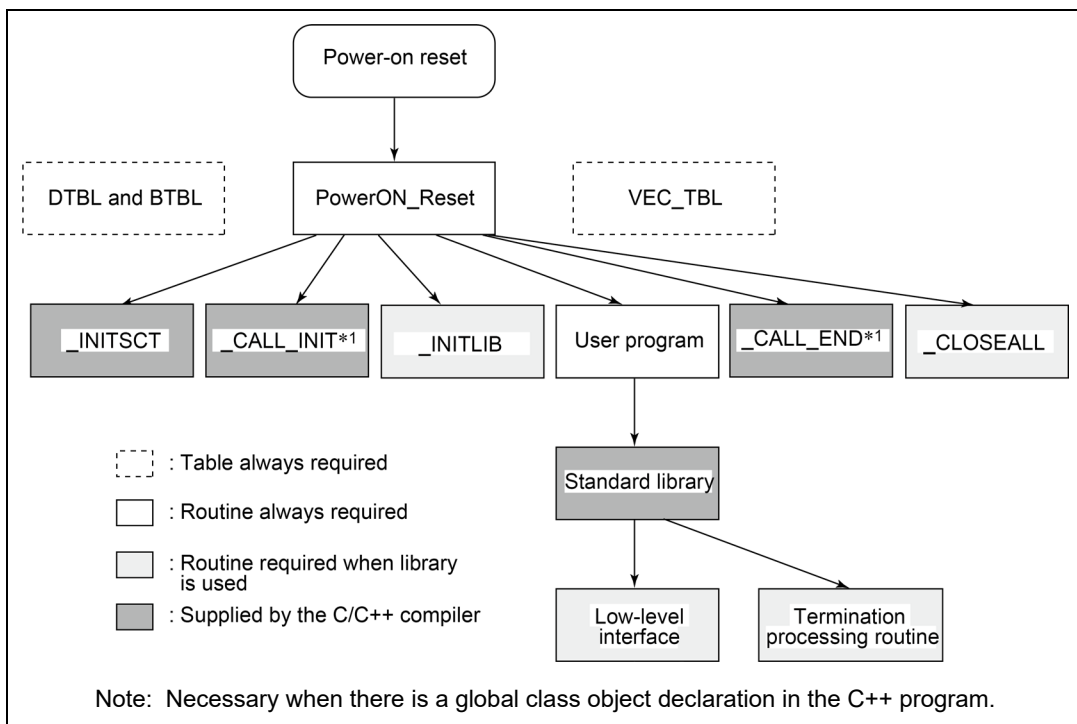 Power-on reset
DTBL and BTBL
PowerON_Reset
VEC_TBL
_INITSCT
_CALL_INIT*1
_INITLIB
User program
_CALL_END*1
_CLOSEALL
: Table always required
: Routine always required
: Routine required when library
is used
: Supplied by the C/C++ compiler
Standard library
Low-level
interface
Termination
processing routine
Note: Necessary when there is a global class object declaration in the C++ program.